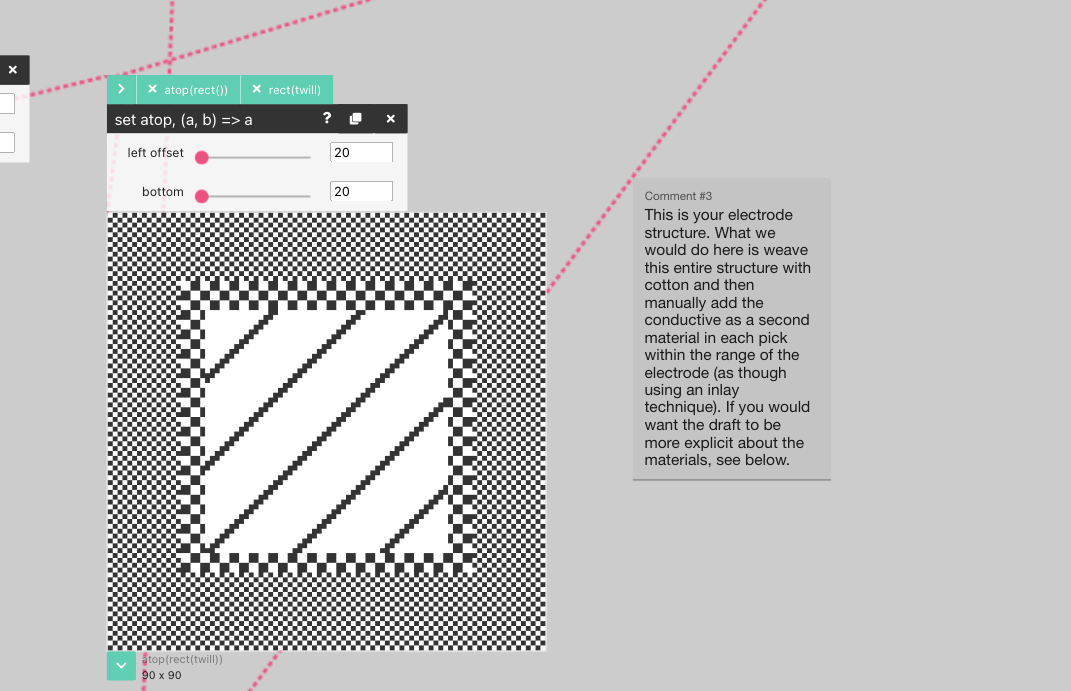 atop(rect())
rect(twill)
set atop, (a, b) => a
?
left offset
20
bottom
20
Comment #3
This is your electrode
structure. What we
would do here is weave
this entire structure with
cotton and then
manually add the
conductive as a second
material in each pick
within the range of the
electrode (as though
using an inlay
technique). If you would
want the draft to be
more explicit about the
materials, see below.
atop(rect(twill))
90 x 90